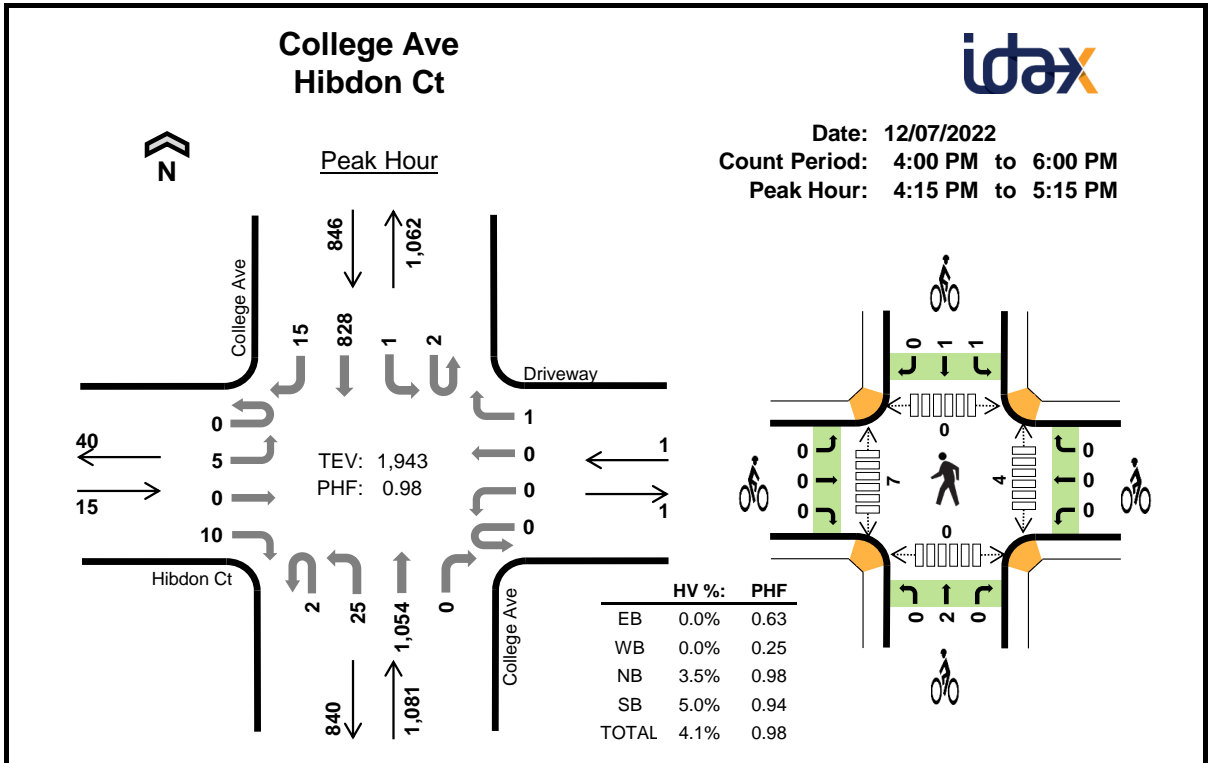 College Ave
Hibdon Ct
idax
N
Peak Hour
Date: 12/07/2022
Count Period: 4:00 PM to 6:00 PM
Peak Hour: 4:15 PM to 5:15 PM
846
1,062
College Ave
15
828
1
2
Driveway
0
5
0
10
40
15
TEV: 1,943
PHF: 0.98
1
0
0
0
1
1
Hibdon Ct
2
25
1,054
0
College Ave
840
1,081
HV %: PHF
EB 0.0% 0.63
WB 0.0% 0.25
NB 3.5% 0.98
SB 5.0% 0.94
TOTAL 4.1% 0.98
0 1 1
0
0
0
0
7
4
0
0
0
0
0 2 0